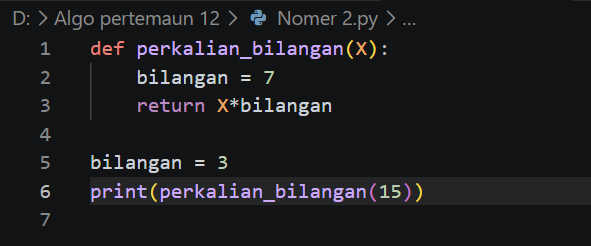 D: > Algo pertemaun 12 > Nomer 2.py > ...
1 def perkalian_bilangan(X):
2     bilangan = 7
3     return X*bilangan
4
5 bilangan = 3
6 print(perkalian_bilangan(15))
7